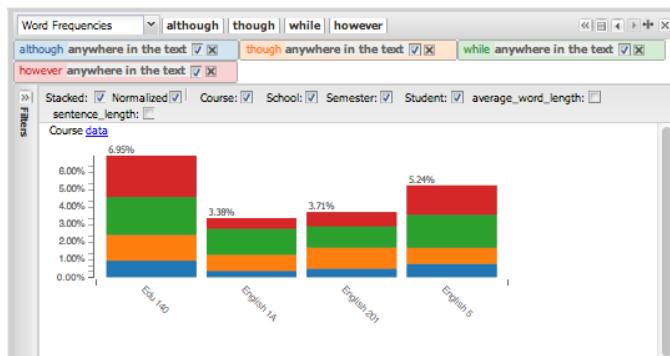 Word Frequencies although though while however
although anywhere in the text though anywhere in the text while anywhere in the text
however anywhere in the text
Filters
Stacked: Normalized Course: School: Semester: Student: average_word_length:
sentence_length:
Course data
6.95%
6.00%
5.00%
4.00%
3.00%
2.00%
1.00%
0.00%
3.38%
3.71%
5.24%
Edu 140
English 1A
English 201
English 5